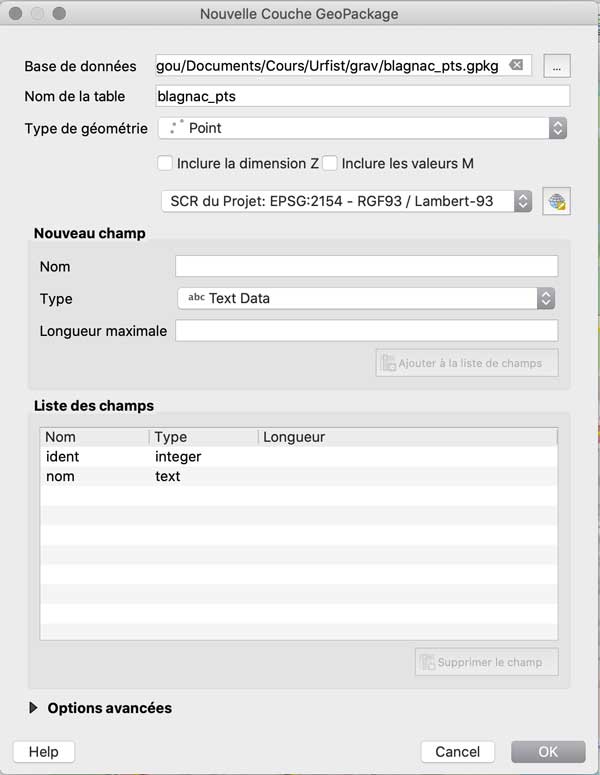 Nouvelle Couche GeoPackage
Base de données gou/Documents/Cours/Urfist/grav/blagnac_pts.gpkg ...
Nom de la table blagnac_pts
Type de géométrie Point
Inclure la dimension Z Inclure les valeurs M
SCR du Projet: EPSG:2154 - RGF93 / Lambert-93
Nouveau champ
Nom
Type abc Text Data
Longueur maximale
Ajouter à la liste de champs
Liste des champs
Nom Type Longueur
ident integer
nom text
Supprimer le champ
Options avancées
Help Cancel OK